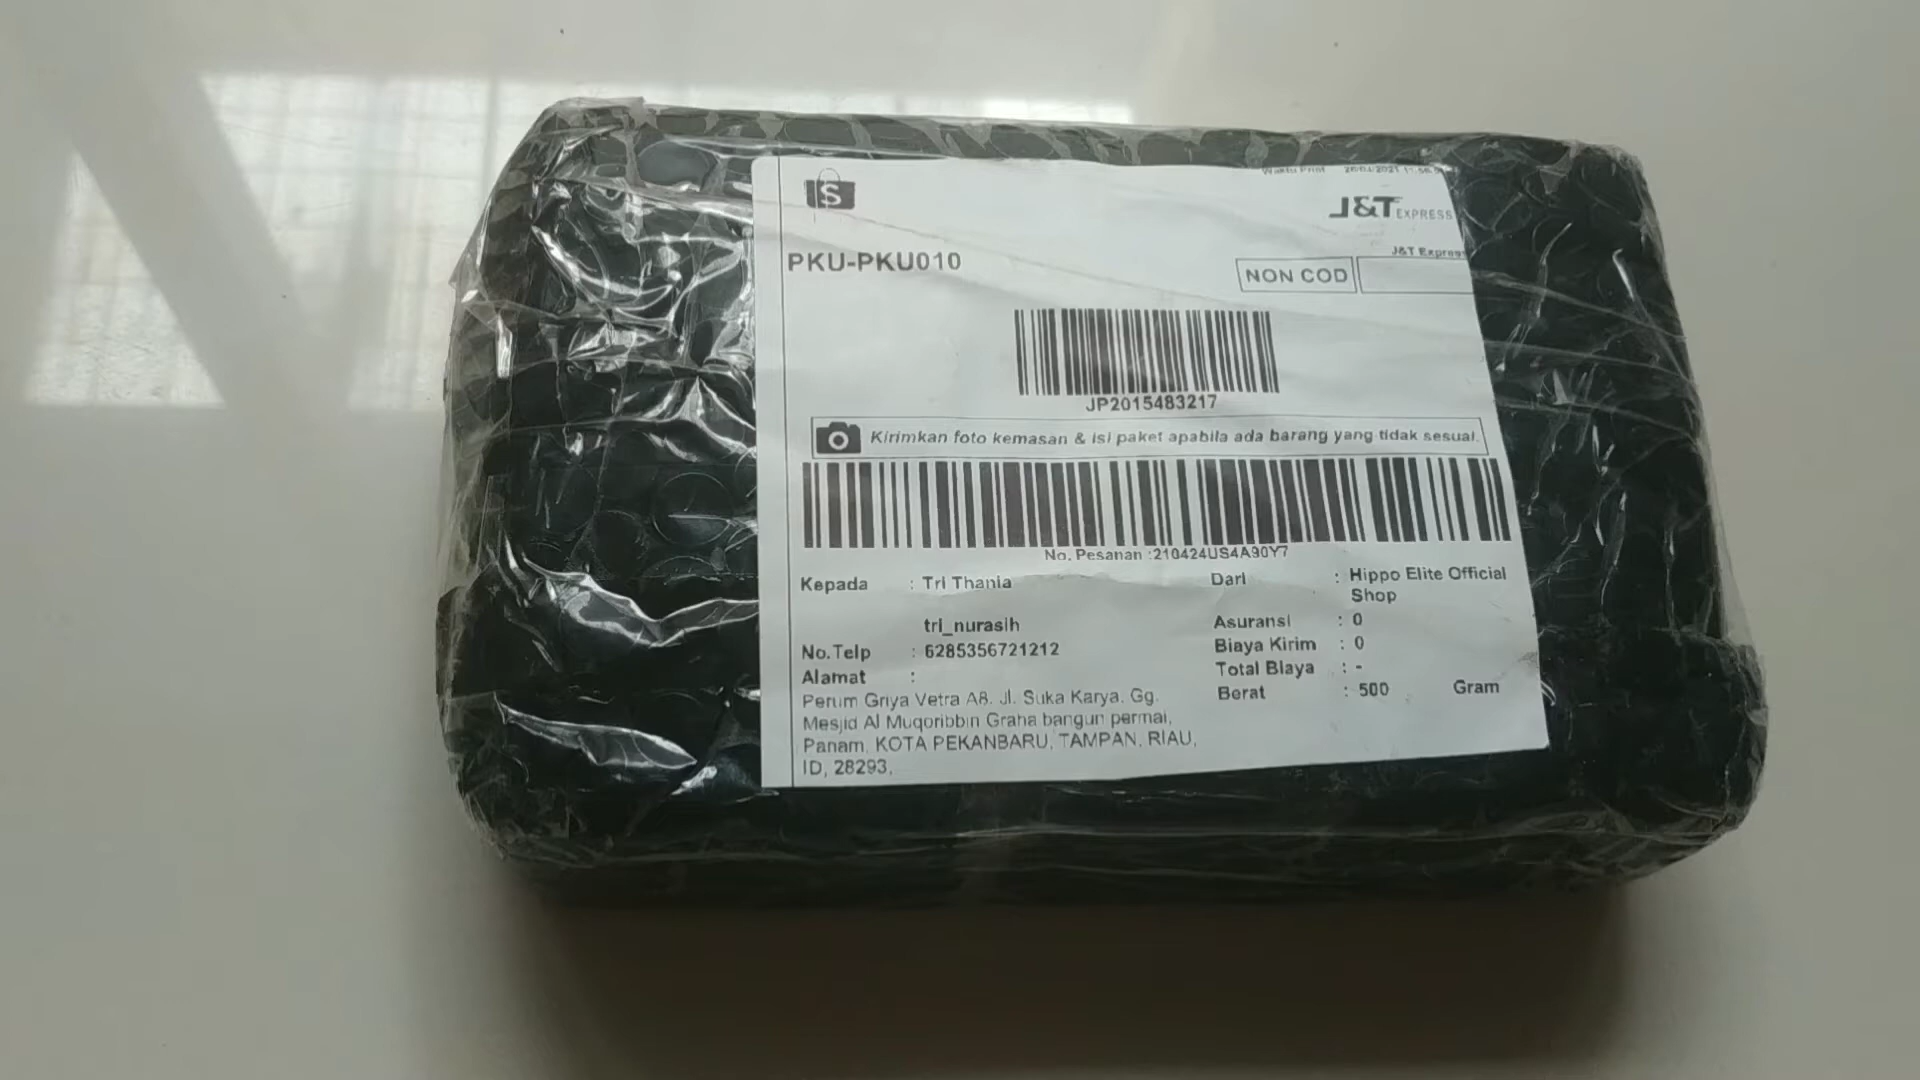 S
Waktu Print
J&T EXPRESS
J&T Express
PKU-PKU010
NON COD
JP2015483217
Kirimkan foto kemasan & isi paket apabila ada barang yang tidak sesuai.
No. Pesanan :210424US4A90Y7
Kepada : Tri Thania
tri_nurasih
No.Telp : 6285356721212
Alamat :
Perum Griya Vetra A8. Jl. Suka Karya. Gg.
Mesjid Al Muqoribbin Graha bangun permai,
Panam, KOTA PEKANBARU, TAMPAN, RIAU,
ID, 28293,
Dari : Hippo Elite Official
Shop
Asuransi : 0
Biaya Kirim : 0
Total Biaya : -
Berat : 500 Gram